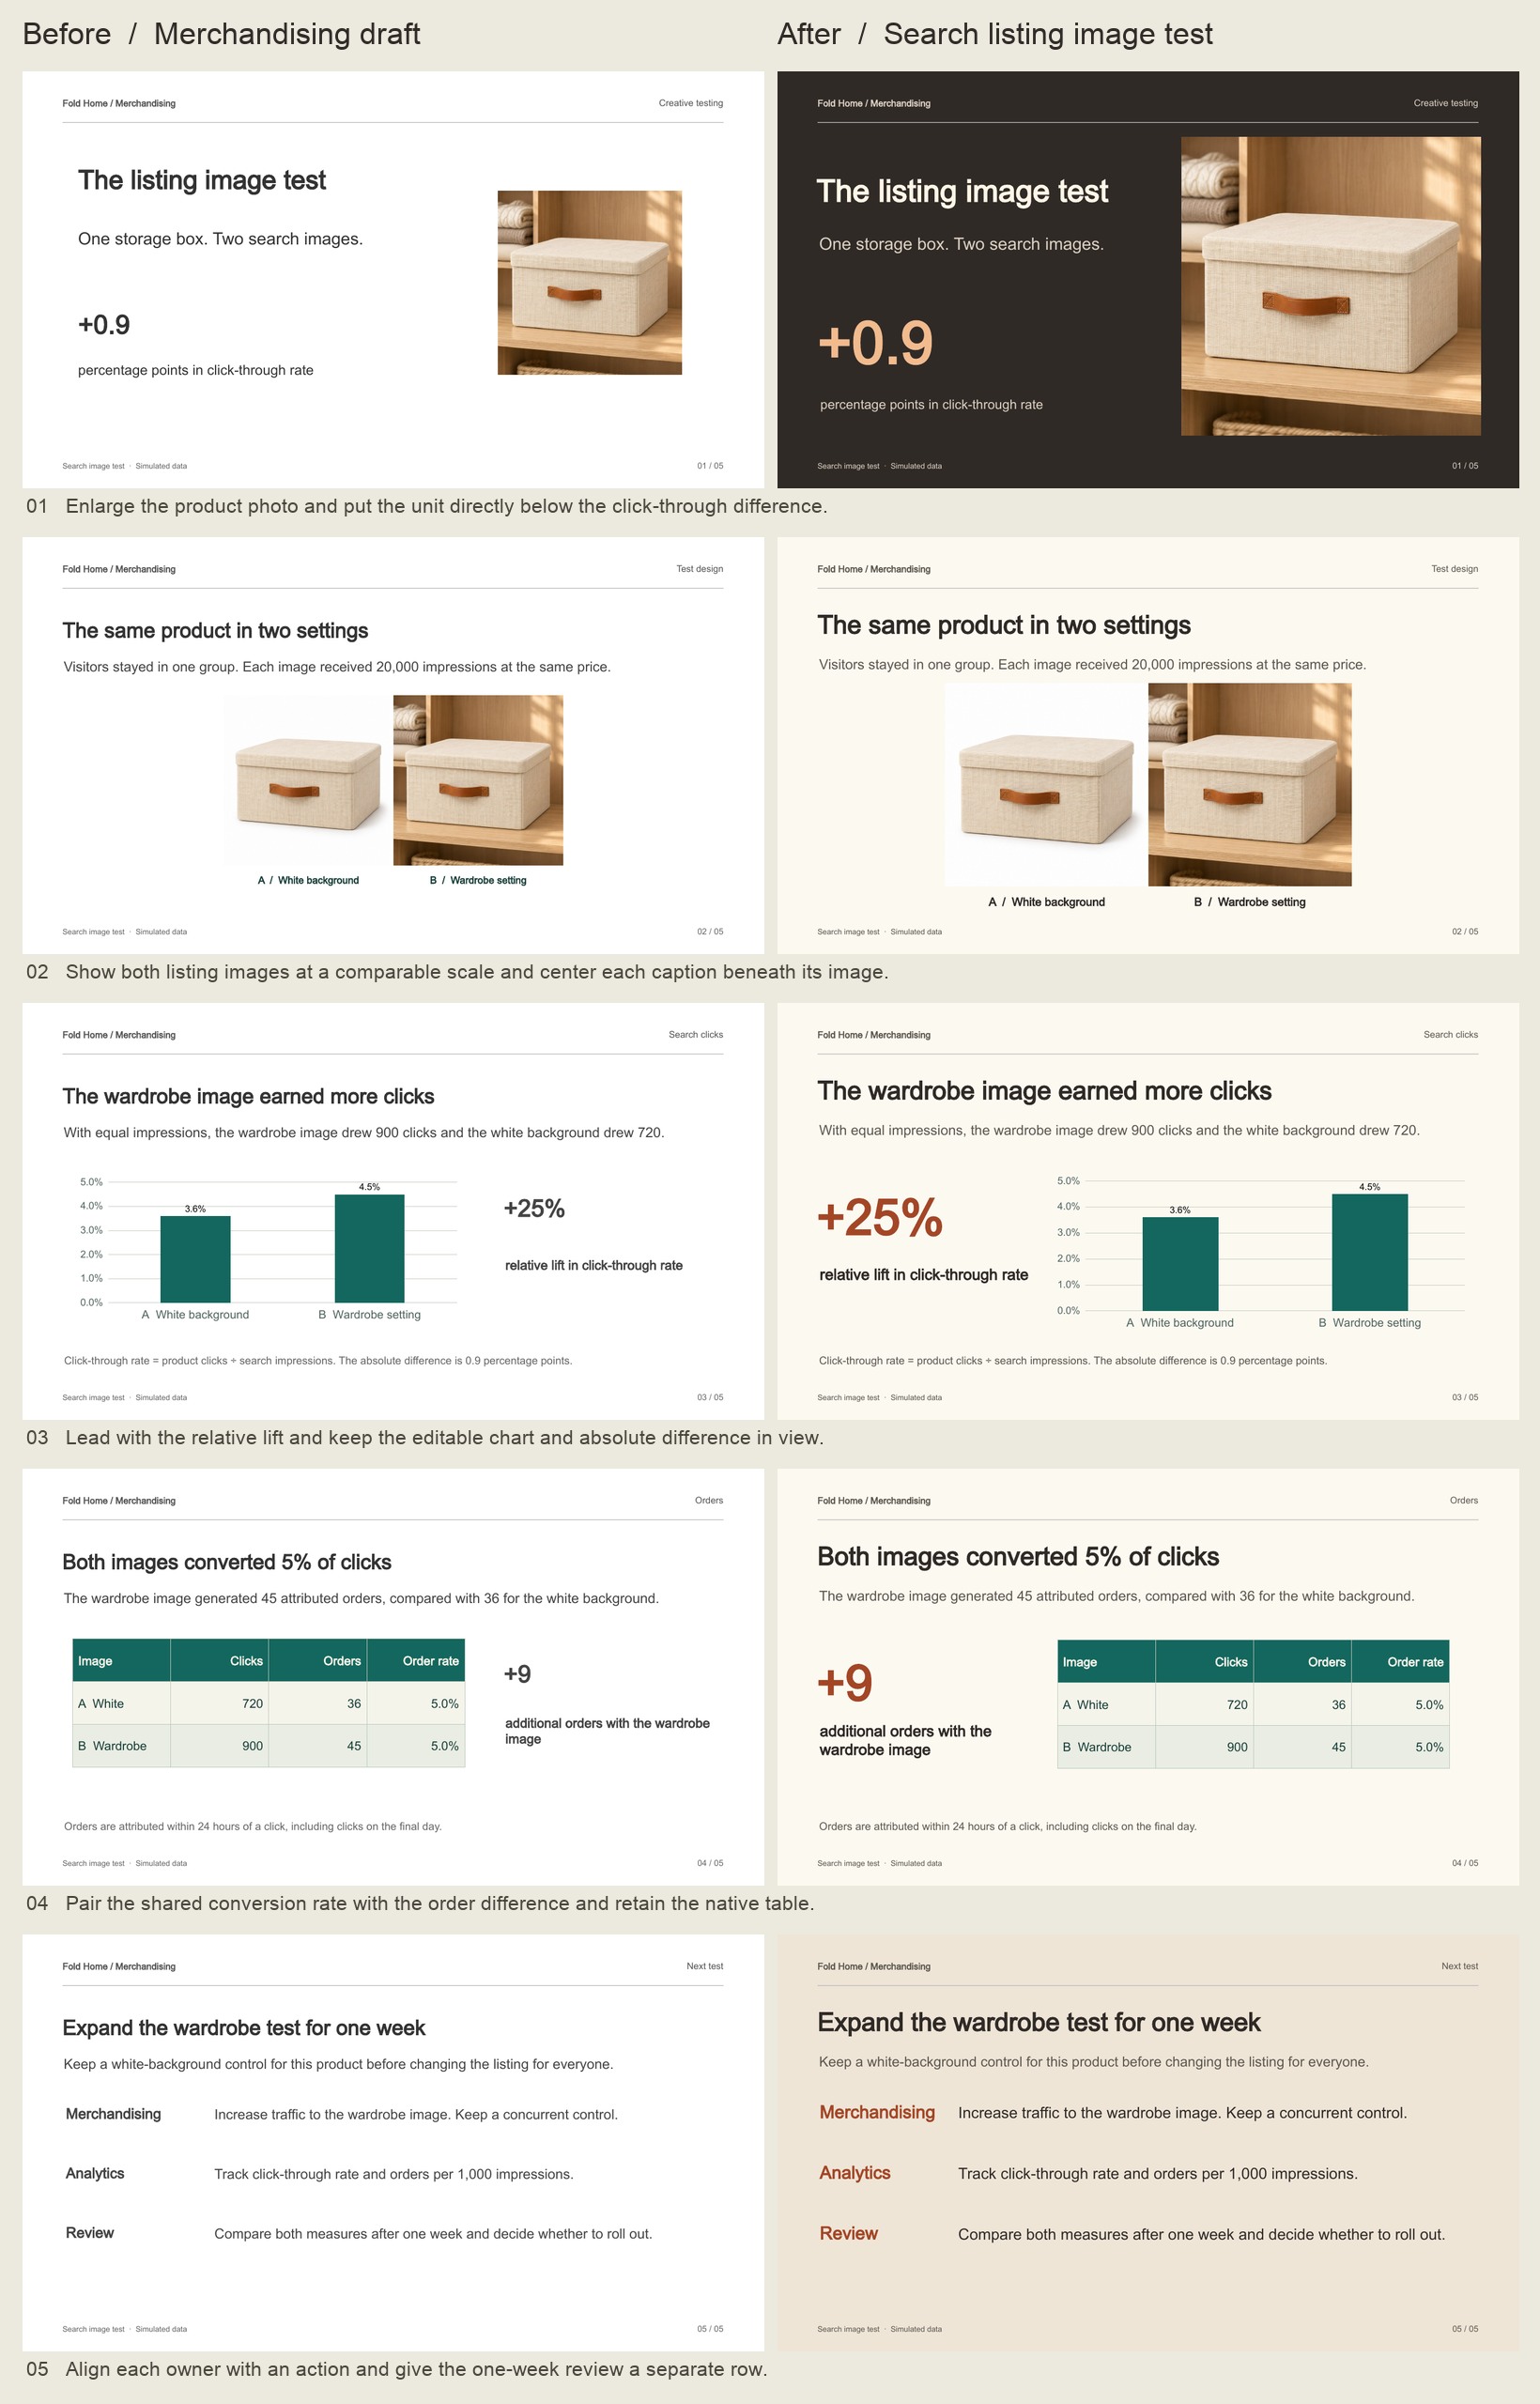 Before / Merchandising draft
After / Search listing image test
Fold Home / Merchandising
Creative testing
The listing image test
One storage box. Two search images.
+0.9
percentage points in click-through rate
Search image test · Simulated data
01 / 05
Fold Home / Merchandising
Creative testing
The listing image test
One storage box. Two search images.
+0.9
percentage points in click-through rate
Search image test · Simulated data
01 / 05
01 Enlarge the product photo and put the unit directly below the click-through difference.
Fold Home / Merchandising
Test design
The same product in two settings
Visitors stayed in one group. Each image received 20,000 impressions at the same price.
A / White background
B / Wardrobe setting
Search image test · Simulated data
02 / 05
Fold Home / Merchandising
Test design
The same product in two settings
Visitors stayed in one group. Each image received 20,000 impressions at the same price.
A / White background
B / Wardrobe setting
Search image test · Simulated data
02 / 05
02 Show both listing images at a comparable scale and center each caption beneath its image.
Fold Home / Merchandising
Search clicks
The wardrobe image earned more clicks
With equal impressions, the wardrobe image drew 900 clicks and the white background drew 720.
5.0%
4.0%
3.0%
2.0%
1.0%
0.0%
3.6%
4.5%
A White background
B Wardrobe setting
+25%
relative lift in click-through rate
Click-through rate = product clicks ÷ search impressions. The absolute difference is 0.9 percentage points.
Search image test · Simulated data
03 / 05
Fold Home / Merchandising
Search clicks
The wardrobe image earned more clicks
With equal impressions, the wardrobe image drew 900 clicks and the white background drew 720.
+25%
relative lift in click-through rate
5.0%
4.0%
3.0%
2.0%
1.0%
0.0%
3.6%
4.5%
A White background
B Wardrobe setting
Click-through rate = product clicks ÷ search impressions. The absolute difference is 0.9 percentage points.
Search image test · Simulated data
03 / 05
03 Lead with the relative lift and keep the editable chart and absolute difference in view.
Fold Home / Merchandising
Orders
Both images converted 5% of clicks
The wardrobe image generated 45 attributed orders, compared with 36 for the white background.
Image Clicks Orders Order rate
A White 720 36 5.0%
B Wardrobe 900 45 5.0%
+9
additional orders with the wardrobe
image
Orders are attributed within 24 hours of a click, including clicks on the final day.
Search image test · Simulated data
04 / 05
Fold Home / Merchandising
Orders
Both images converted 5% of clicks
The wardrobe image generated 45 attributed orders, compared with 36 for the white background.
+9
additional orders with the
wardrobe image
Image Clicks Orders Order rate
A White 720 36 5.0%
B Wardrobe 900 45 5.0%
Orders are attributed within 24 hours of a click, including clicks on the final day.
Search image test · Simulated data
04 / 05
04 Pair the shared conversion rate with the order difference and retain the native table.
Fold Home / Merchandising
Next test
Expand the wardrobe test for one week
Keep a white-background control for this product before changing the listing for everyone.
Merchandising Increase traffic to the wardrobe image. Keep a concurrent control.
Analytics Track click-through rate and orders per 1,000 impressions.
Review Compare both measures after one week and decide whether to roll out.
Search image test · Simulated data
05 / 05
Fold Home / Merchandising
Next test
Expand the wardrobe test for one week
Keep a white-background control for this product before changing the listing for everyone.
Merchandising Increase traffic to the wardrobe image. Keep a concurrent control.
Analytics Track click-through rate and orders per 1,000 impressions.
Review Compare both measures after one week and decide whether to roll out.
Search image test · Simulated data
05 / 05
05 Align each owner with an action and give the one-week review a separate row.